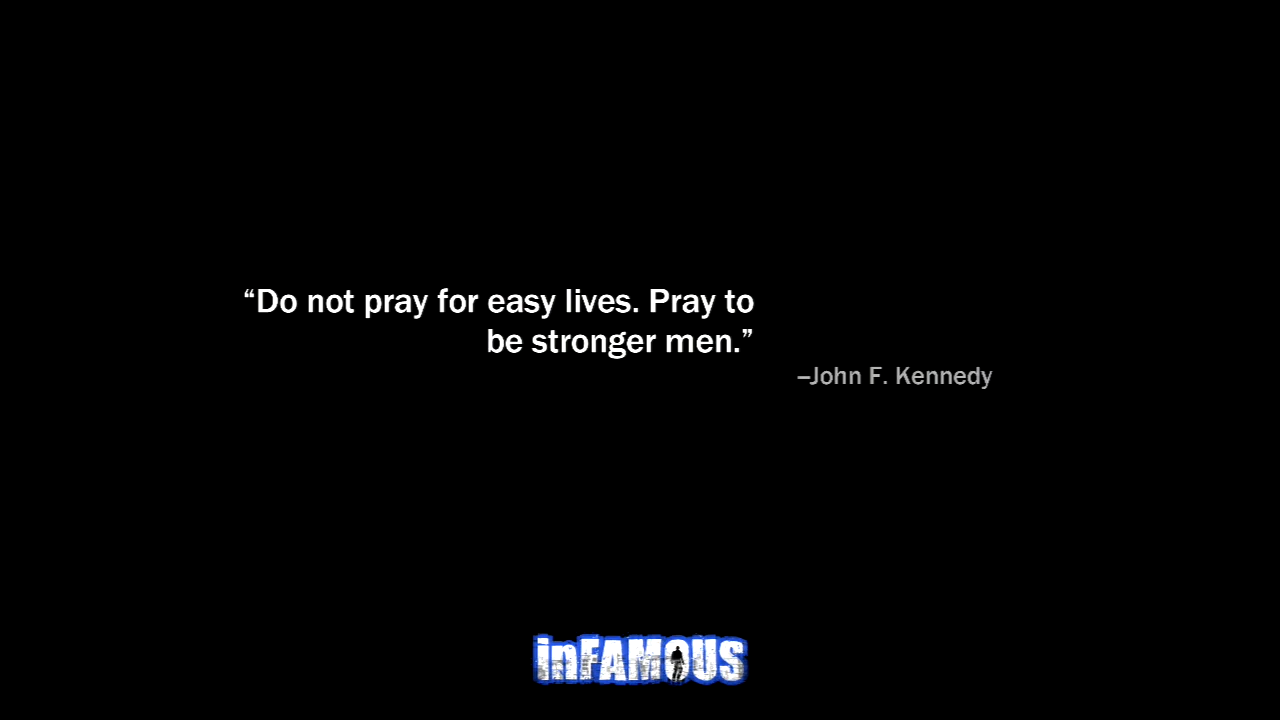 “Do not pray for easy lives. Pray to
be stronger men.”
–John F. Kennedy
inFAMOUS